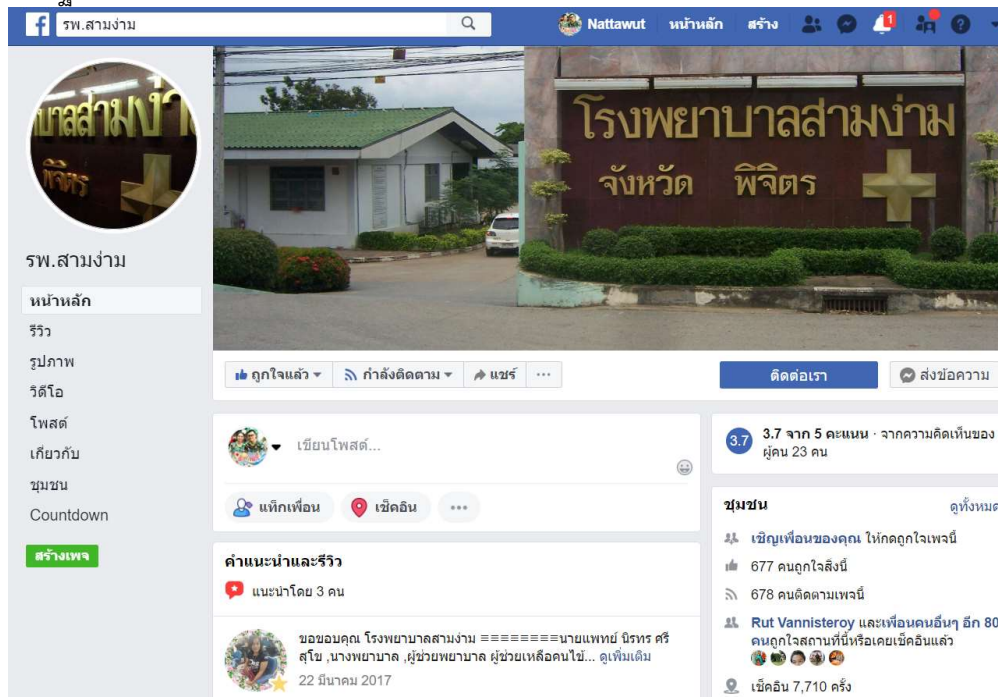 รพ.สามง่าม
Nattawut หน้าหลัก สร้าง
1
โรงพยาบาลสามง่าม
จังหวัด พิจิตร
พิจิตร
รพ.สามง่าม
หน้าหลัก
รีวิว
รูปภาพ
วิดีโอ
โพสต์
เกี่ยวกับ
ชุมชน
Countdown
สร้างเพจ
ถูกใจแล้ว กำลังติดตาม แชร์
ติดต่อเรา ส่งข้อความ
เขียนโพสต์...
แท็กเพื่อน เช็คอิน
คำแนะนำและรีวิว
แนะนำโดย 3 คน
ขอขอบคุณ โรงพยาบาลสามง่าม ≡≡≡≡≡≡≡≡นายแพทย์ นิรทร ศรี
สุโข ,นางพยาบาล ,ผู้ช่วยพยาบาล ผู้ช่วยเหลือคนไข้... ดูเพิ่มเติม
22 มีนาคม 2017
3.7
3.7 จาก 5 คะแนน · จากความคิดเห็นของ
ผู้คน 23 คน
ชุมชน ดูทั้งหมด
เชิญเพื่อนของคุณ ให้กดถูกใจเพจนี้
677 คนถูกใจสิ่งนี้
678 คนติดตามเพจนี้
Rut Vannisteroy และเพื่อนคนอื่นๆ อีก 80
คนถูกใจสถานที่นี้หรือเคยเช็คอินแล้ว
เช็คอิน 7,710 ครั้ง